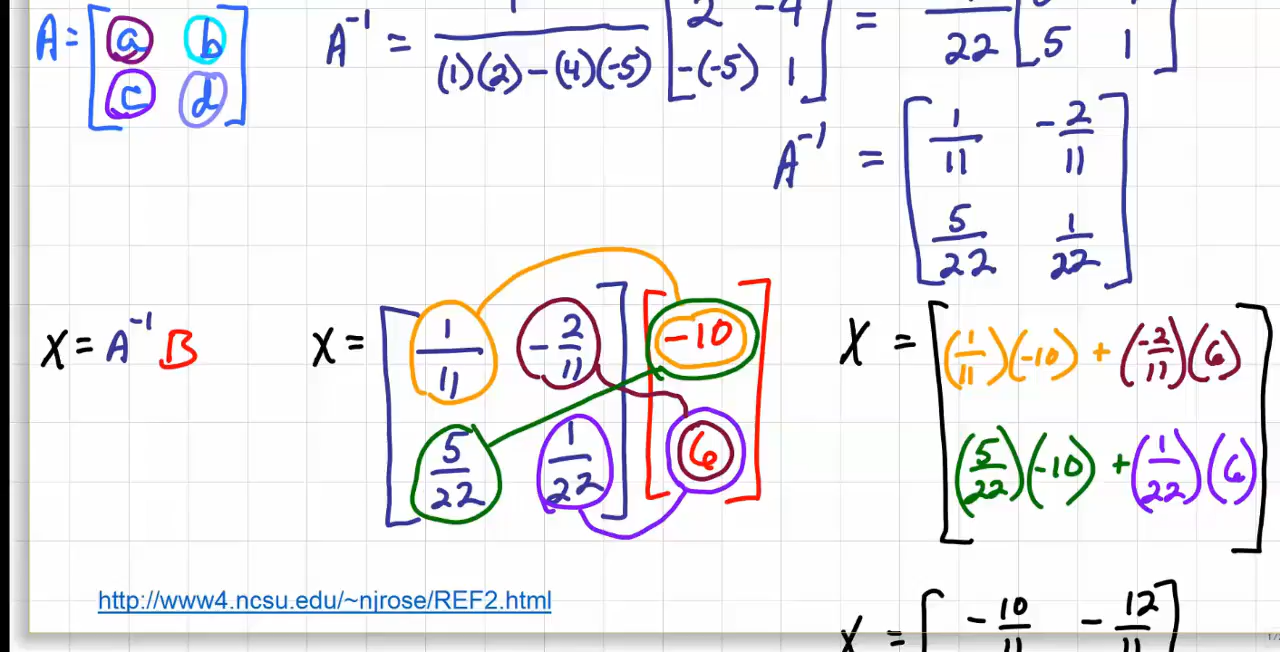 A = [a b
c d]
A⁻¹ = 1/((1)(2) - (4)(-5)) [2 -4
-(-5) 1] = 1/22 [
5 1]
A⁻¹ = [1/11 -2/11
5/22 1/22]
X = A⁻¹ B
X = [1/11 -2/11
5/22 1/22] [-10
6]
X = [(1/11)(-10) + (-2/11)(6)
(5/22)(-10) + (1/22)(6)]
http://www4.ncsu.edu/~njrose/REF2.html
X = [-10/11 -12/11]